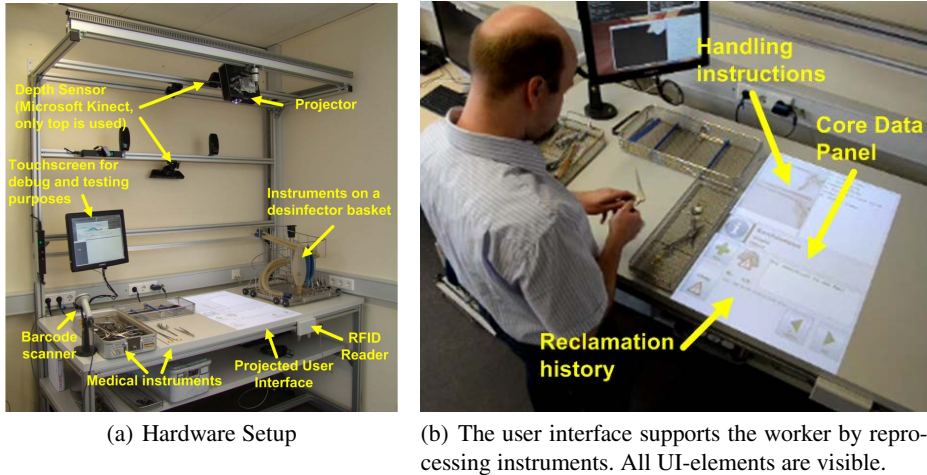 Depth Sensor
(Microsoft Kinect,
only top is used)
Projector
Touchscreen for
debug and testing
purposes
Instruments on a
desinfector basket
Barcode
scanner
Medical instruments
Projected User
Interface
RFID
Reader
Handling
Instructions
Core Data
Panel
Reclamation
history
(a) Hardware Setup
(b) The user interface supports the worker by repro-
cessing instruments. All UI-elements are visible.